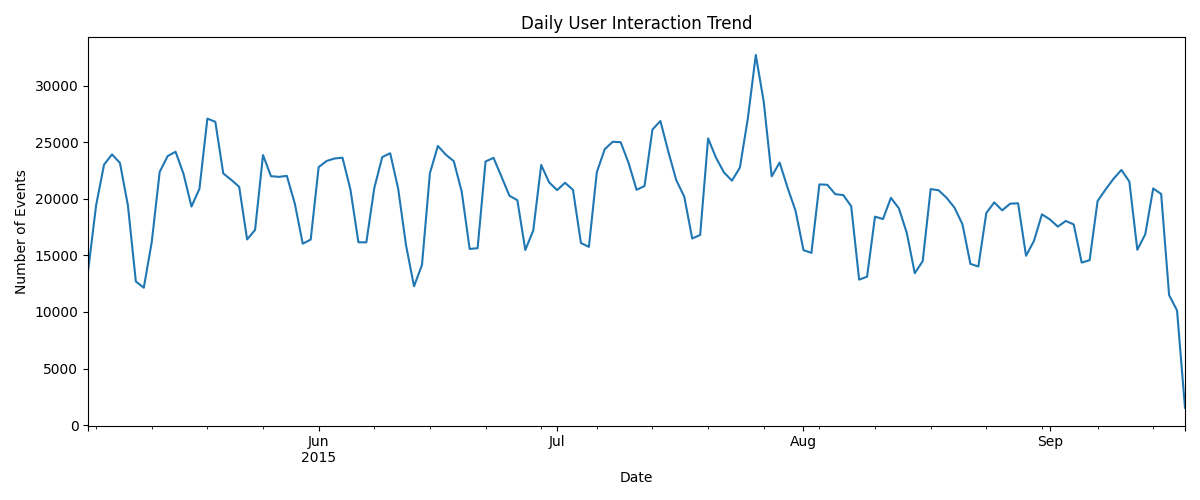 Daily User Interaction Trend
Number of Events
30000
25000
20000
15000
10000
5000
0
Jun
2015
Jul
Aug
Sep
Date